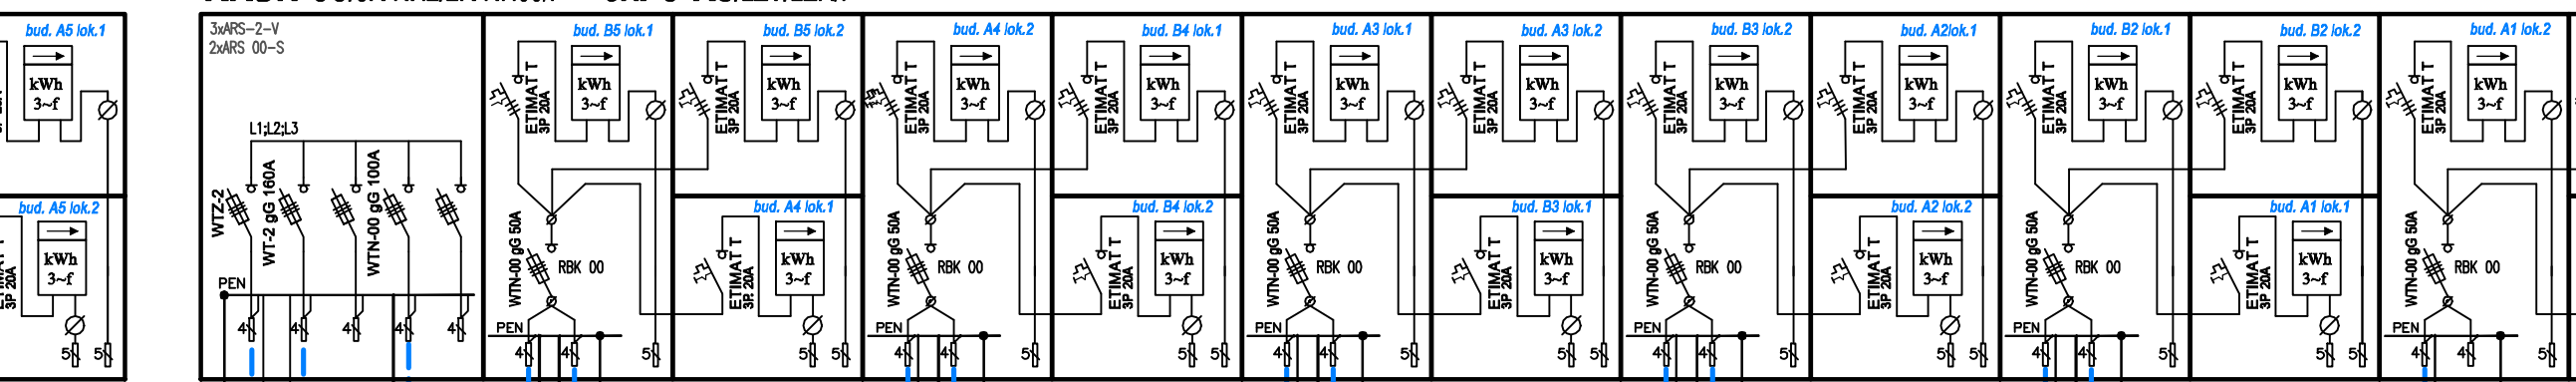 bud. A5 lok.1
kWh
3~f
bud. A5 lok.2
ETIMAT T
3P 20A
kWh
3~f
5
5
3xARS-2-V
2xARS 00-S
L1;L2;L3
WTZ-2
WT-2 gG 160A
WTN-00 gG 100A
PEN
4
4
4
4
4
bud. B5 lok.1
ETIMAT T
3P 20A
kWh
3~f
WTN-00 gG 50A
RBK 00
PEN
4
4
5
bud. B5 lok.2
ETIMAT T
3P 20A
kWh
3~f
bud. A4 lok.1
ETIMAT T
3P 20A
kWh
3~f
5
5
bud. A4 lok.2
ETIMAT T
3P 20A
kWh
3~f
WTN-00 gG 50A
RBK 00
PEN
4
4
5
bud. B4 lok.1
ETIMAT T
3P 20A
kWh
3~f
bud. B4 lok.2
ETIMAT T
3P 20A
kWh
3~f
5
5
bud. A3 lok.1
ETIMAT T
3P 20A
kWh
3~f
WTN-00 gG 50A
RBK 00
PEN
4
4
5
bud. A3 lok.2
ETIMAT T
3P 20A
kWh
3~f
bud. B3 lok.1
ETIMAT T
3P 20A
kWh
3~f
5
5
bud. B3 lok.2
ETIMAT T
3P 20A
kWh
3~f
WTN-00 gG 50A
RBK 00
PEN
4
4
5
bud. A2lok.1
ETIMAT T
3P 20A
kWh
3~f
bud. A2 lok.2
ETIMAT T
3P 20A
kWh
3~f
5
5
bud. B2 lok.1
ETIMAT T
3P 20A
kWh
3~f
WTN-00 gG 50A
RBK 00
PEN
4
4
5
bud. B2 lok.2
ETIMAT T
3P 20A
kWh
3~f
bud. A1 lok.1
ETIMAT T
3P 20A
kWh
3~f
5
5
bud. A1 lok.2
ETIMAT T
3P 20A
kWh
3~f
WTN-00 gG 50A
RBK 00
PEN
4
4
5